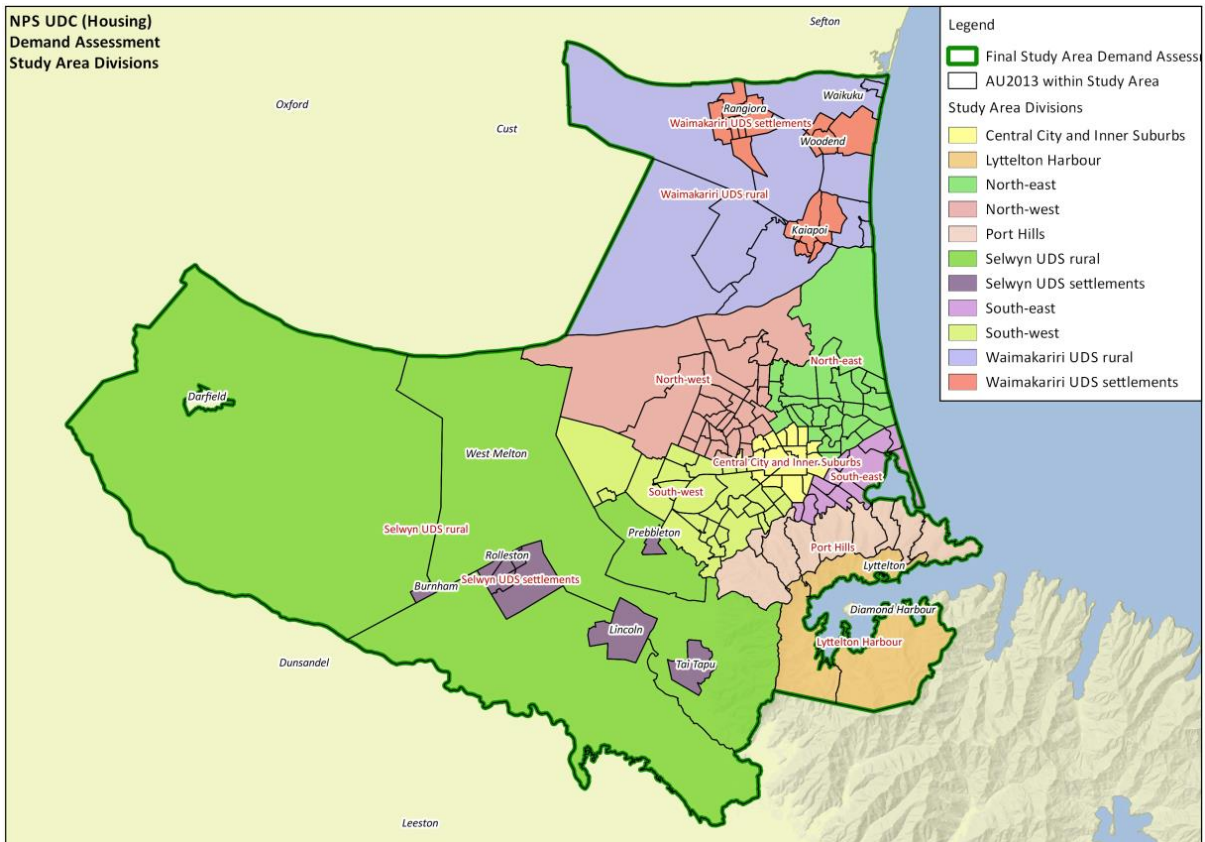 NPS UDC (Housing)
Demand Assessment
Study Area Divisions
Sefton
Oxford
Cust
Waikuku
Rangiora
Waimakariri UDS settlements
Woodend
Waimakariri UDS rural
Kaiapoi
North-east
North-west
Darfield
West Melton
Central City and Inner Suburbs
South-east
South-west
Selwyn UDS rural
Prebbleton
Port Hills
Rolleston
Selwyn UDS settlements
Burnham
Lyttelton
Diamond Harbour
Lyttelton Harbour
Lincoln
Tai Tapu
Dunsandel
Leeston
Legend
Final Study Area Demand Assess
AU2013 within Study Area
Study Area Divisions
Central City and Inner Suburbs
Lyttelton Harbour
North-east
North-west
Port Hills
Selwyn UDS rural
Selwyn UDS settlements
South-east
South-west
Waimakariri UDS rural
Waimakariri UDS settlements